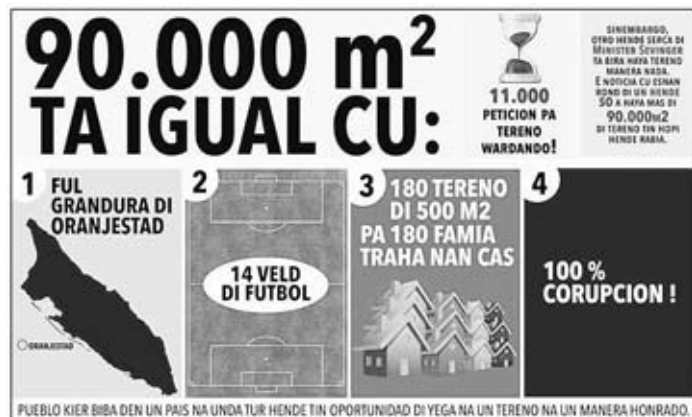 90.000 m²
TA IGUAL CU:
11.000
PETICION PA
TERENO
WARDANDO!
SINEMBARGO,
OTRO HENDE SERCA DI
MINISTER SEVINGER
TA BIRA HAYA TERENO
MANERA NADA.
E NOTICIA CU ESNAN
ROND DI UN HENDE
SO A HAYA MAS DI
90.000m2
DI TERENO TIN HOPI
HENDE RABIA.
1 FUL
GRANDURA DI
ORANJESTAD
ORANJESTAD
2
14 VELD
DI FUTBOL
3 180 TERENO
DI 500 M2
PA 180 FAMIA
TRAHA NAN CAS
4
100 %
CORUPCION !
PUEBLO KIER BIBA DEN UN PAIS NA UNDA TUR HENDE TIN OPORTUNIDAD DI YEGA NA UN TERENO NA UN MANERA HONRADO.